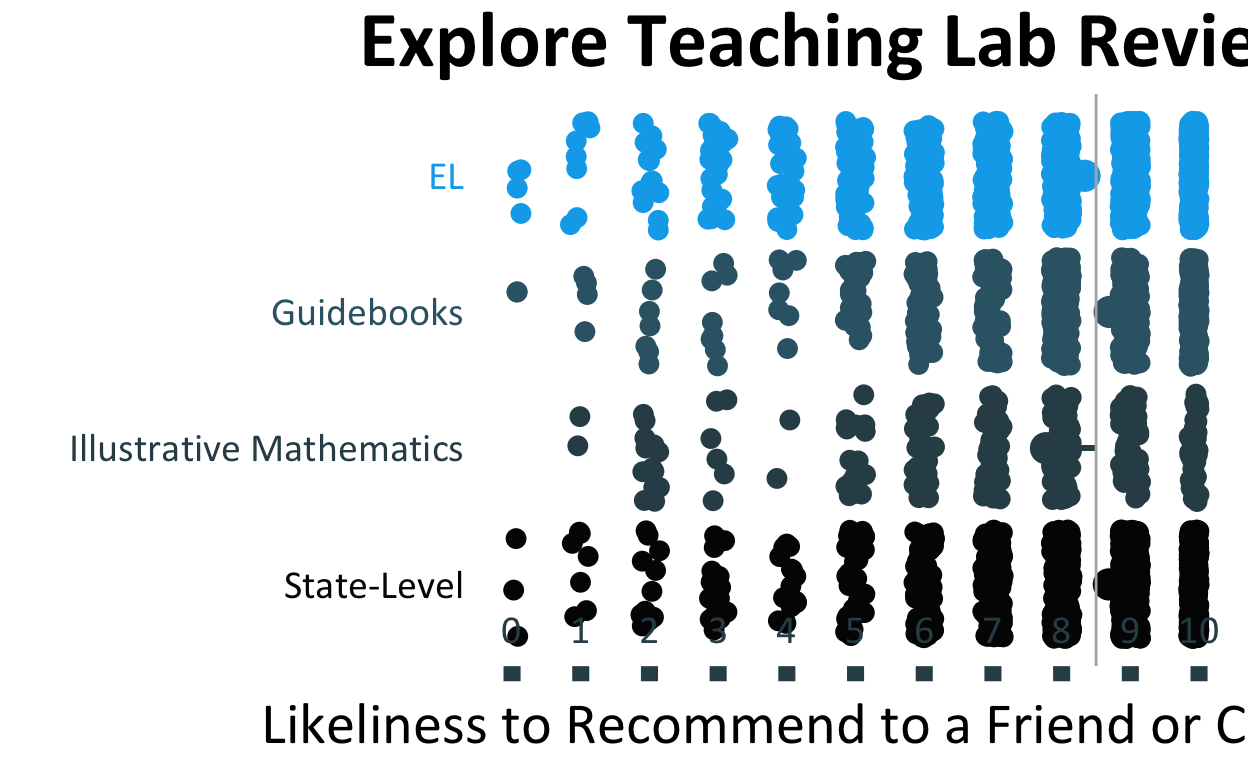 Explore Teaching Lab Revie
EL
Guidebooks
Illustrative Mathematics
State-Level
0 1 2 3 4 5 6 7 8 9 10
Likeliness to Recommend to a Friend or C